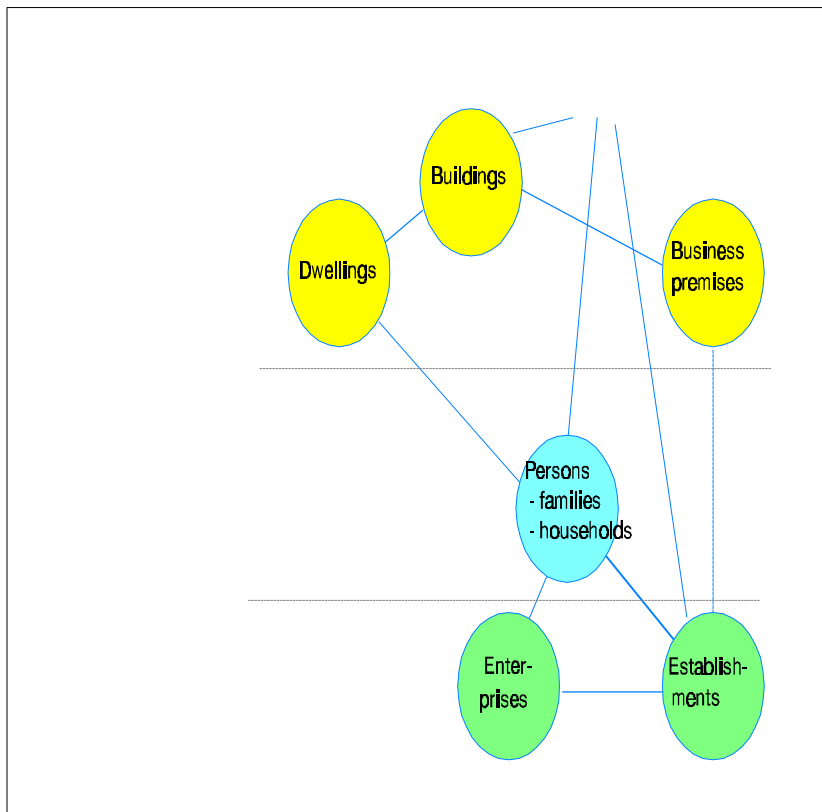 Buildings
Dwellings
Business
premises
Persons
- families
- households
Enter-
prises
Establish-
ments